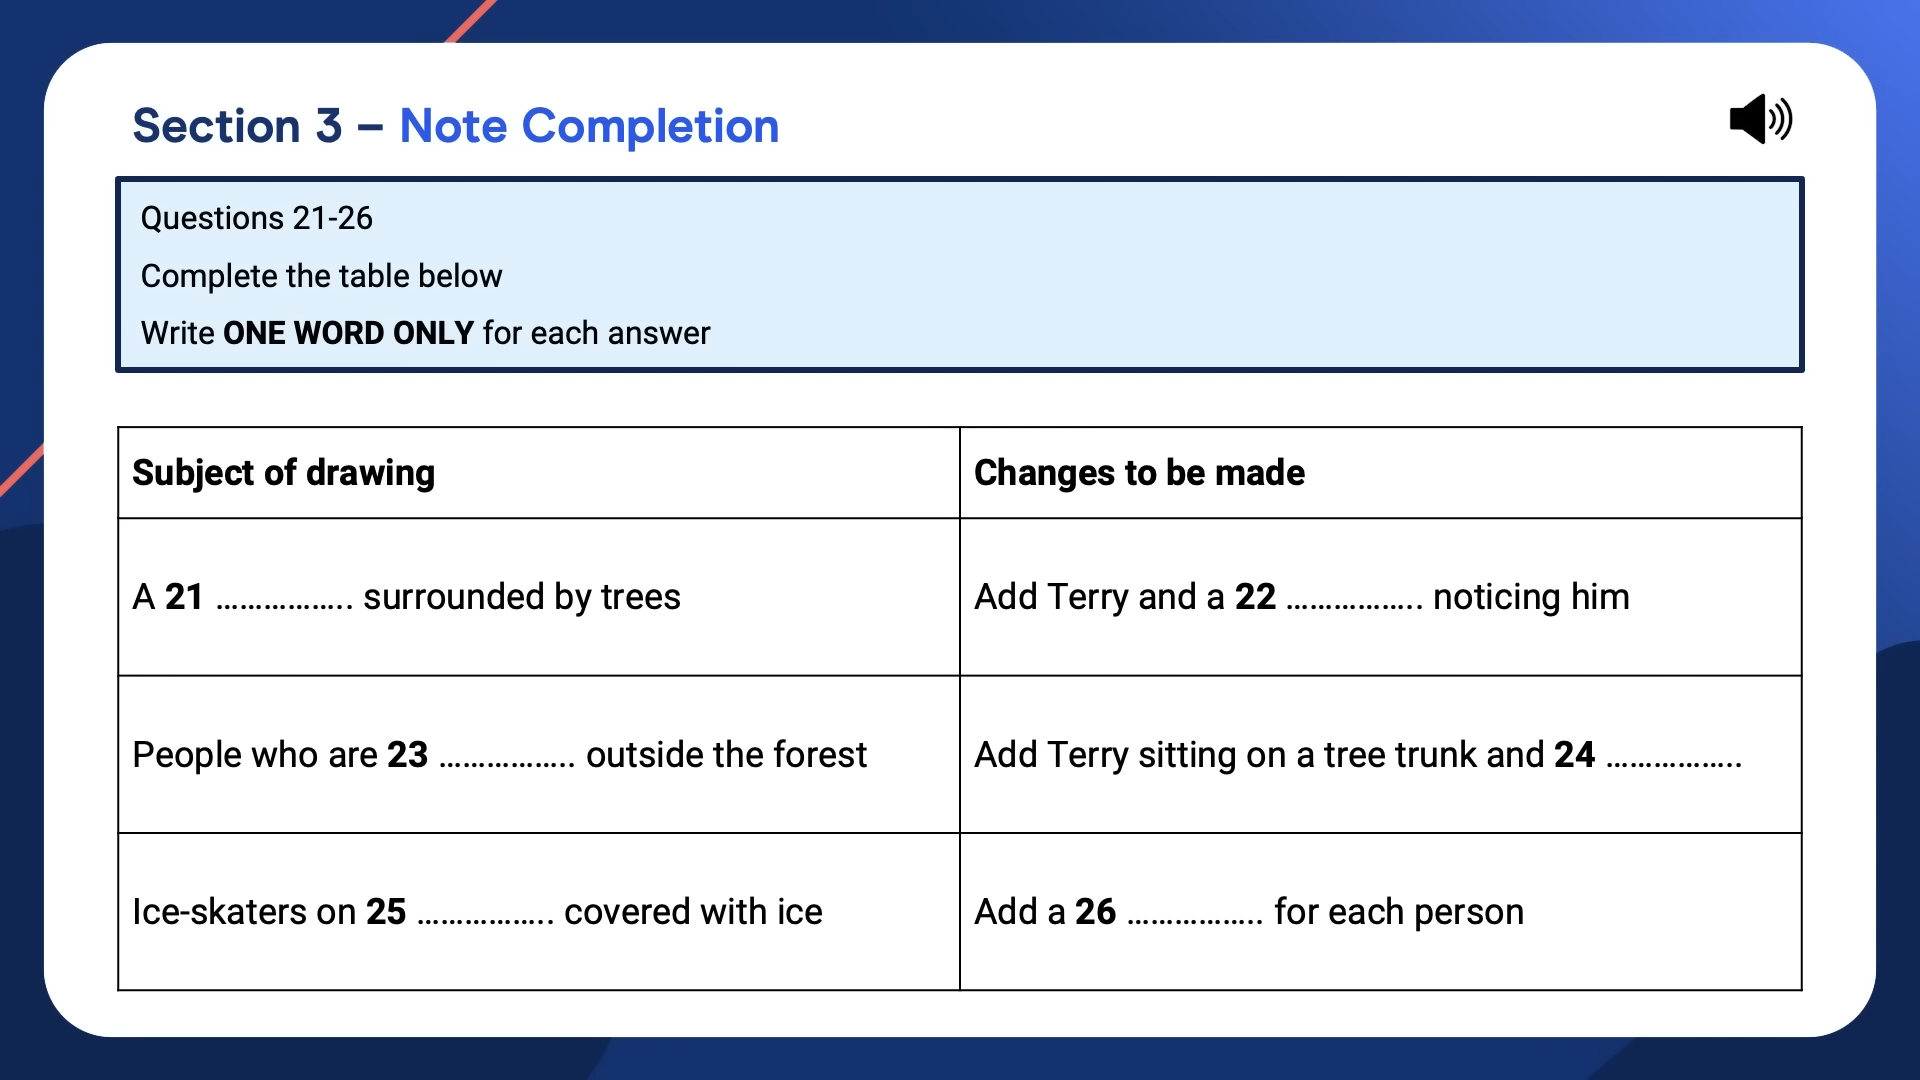 Section 3 – Note Completion
Questions 21-26
Complete the table below
Write ONE WORD ONLY for each answer
Subject of drawing
Changes to be made
A 21 …………….. surrounded by trees
Add Terry and a 22 …………….. noticing him
People who are 23 …………….. outside the forest
Add Terry sitting on a tree trunk and 24 ……………..
Ice-skaters on 25 …………….. covered with ice
Add a 26 …………….. for each person